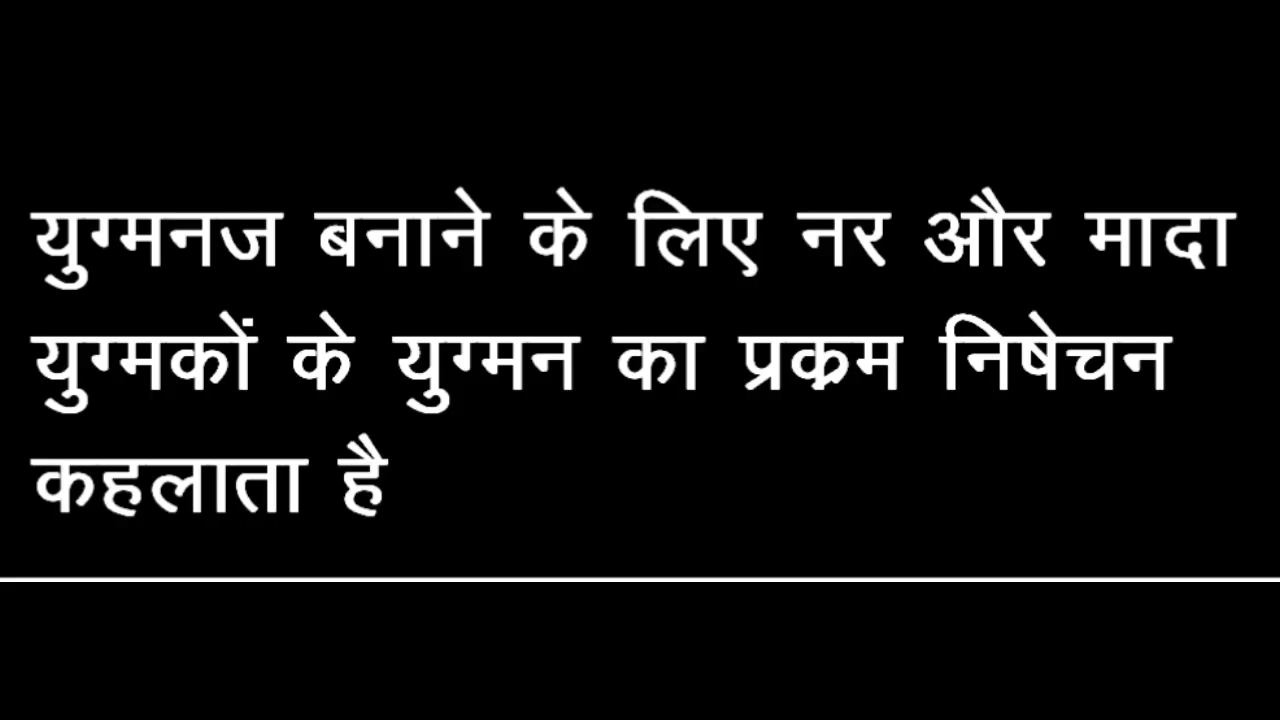 युग्मनज बनाने के लिए नर और मादा
युग्मकों के युग्मन का प्रक्रम निषेचन
कहलाता है